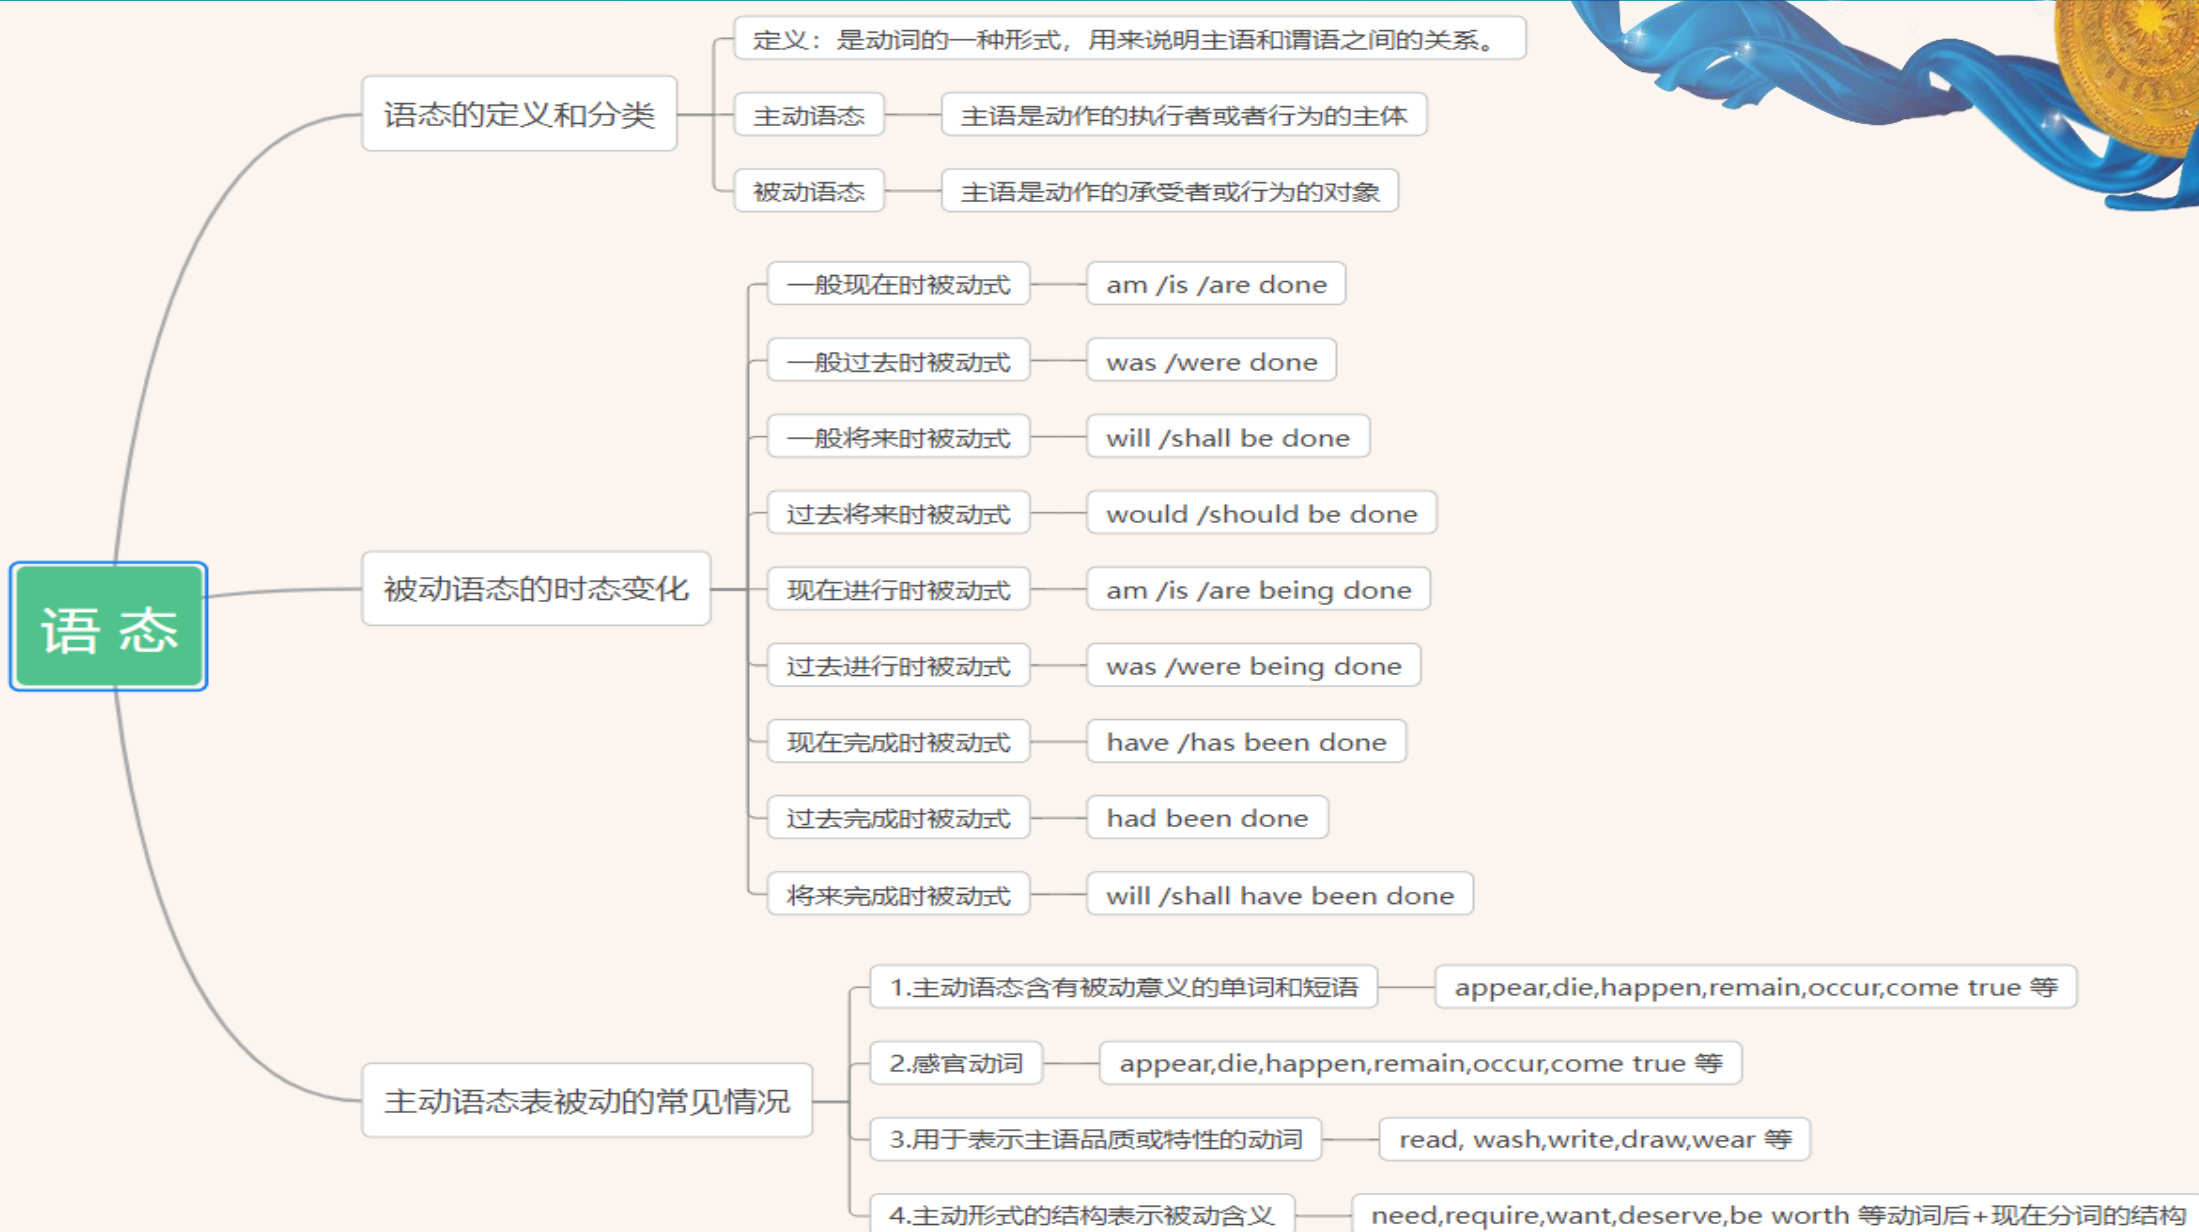 定义：是动词的一种形式，用来说明主语和谓语之间的关系。
语态的定义和分类
主动语态
主语是动作的执行者或者行为的主体
被动语态
主语是动作的承受者或行为的对象
一般现在时被动式
am /is /are done
一般过去时被动式
was /were done
一般将来时被动式
will /shall be done
过去将来时被动式
would /should be done
语 态
被动语态的时态变化
现在进行时被动式
am /is /are being done
过去进行时被动式
was /were being done
现在完成时被动式
have /has been done
过去完成时被动式
had been done
将来完成时被动式
will /shall have been done
主动语态表被动的常见情况
1.主动语态含有被动意义的单词和短语
appear,die,happen,remain,occur,come true 等
2.感官动词
appear,die,happen,remain,occur,come true 等
3.用于表示主语品质或特性的动词
read, wash,write,draw,wear 等
4.主动形式的结构表示被动含义
need,require,want,deserve,be worth 等动词后+现在分词的结构